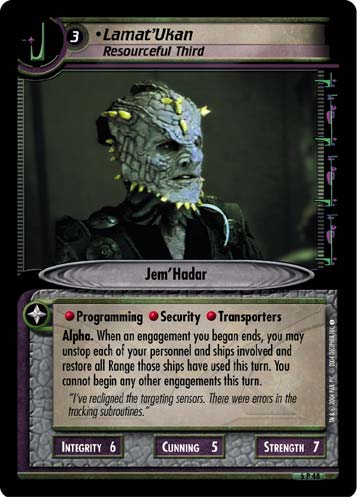 3
•Lamat'Ukan
Resourceful Third
Jem'Hadar
• Programming • Security • Transporters
Alpha. When an engagement you began ends, you may
unstop each of your personnel and ships involved and
restore all Range those ships have used this turn. You
cannot begin any other engagements this turn.
"I've realigned the targeting sensors. There were errors in the
tracking subroutines."
INTEGRITY 6
CUNNING 5
STRENGTH 7
6 P 48